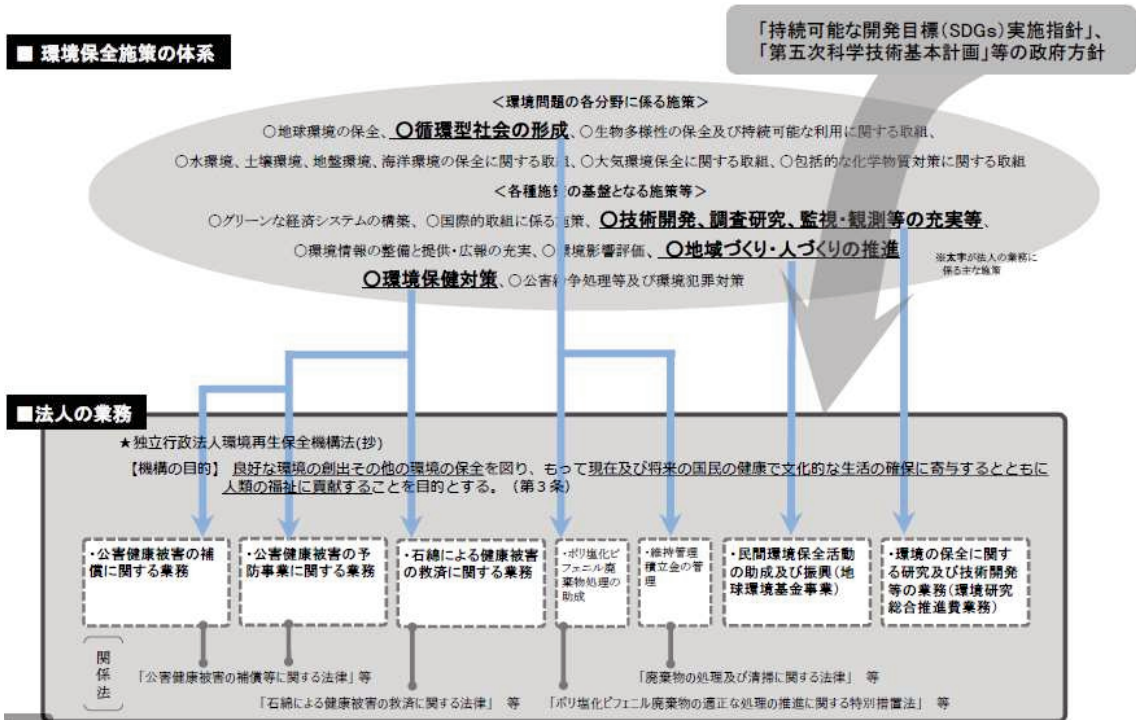 ■ 環境保全施策の体系
「持続可能な開発目標(SDGs)実施指針」、
「第五次科学技術基本計画」等の政府方針
＜環境問題の各分野に係る施策＞
○地球環境の保全、○循環型社会の形成、○生物多様性の保全及び持続可能な利用に関する取組、
○水環境、土壌環境、地盤環境、海洋環境の保全に関する取組、○大気環境保全に関する取組、○包括的な化学物質対策に関する取組
＜各種施策の基盤となる施策等＞
○グリーンな経済システムの構築、○国際的取組に係る施策、○技術開発、調査研究、監視・観測等の充実等、
○環境情報の整備と提供・広報の充実、○環境影響評価、○地域づくり・人づくりの推進
○環境保健対策、○公害紛争処理等及び環境犯罪対策
※太字が法人の業務に
係る主な施策
■法人の業務
★独立行政法人環境再生保全機構法(抄)
【機構の目的】 良好な環境の創出その他の環境の保全を図り、もって現在及び将来の国民の健康で文化的な生活の確保に寄与するとともに
人類の福祉に貢献することを目的とする。（第３条）
・公害健康被害の補
償に関する業務
・公害健康被害の予
防事業に関する業務
・石綿による健康被害
の救済に関する業務
・ポリ塩化ビ
フェニル廃
棄物処理の
助成
・維持管理
積立金の管
理
・民間環境保全活動
の助成及び振興(地
球環境基金事業)
・環境の保全に関す
る研究及び技術開発
等の業務(環境研究
総合推進費業務)
関係法
「公害健康被害の補償等に関する法律」等
「廃棄物の処理及び清掃に関する法律」 等
「石綿による健康被害の救済に関する法律」 等
「ポリ塩化ビフェニル廃棄物の適正な処理の推進に関する特別措置法」 等